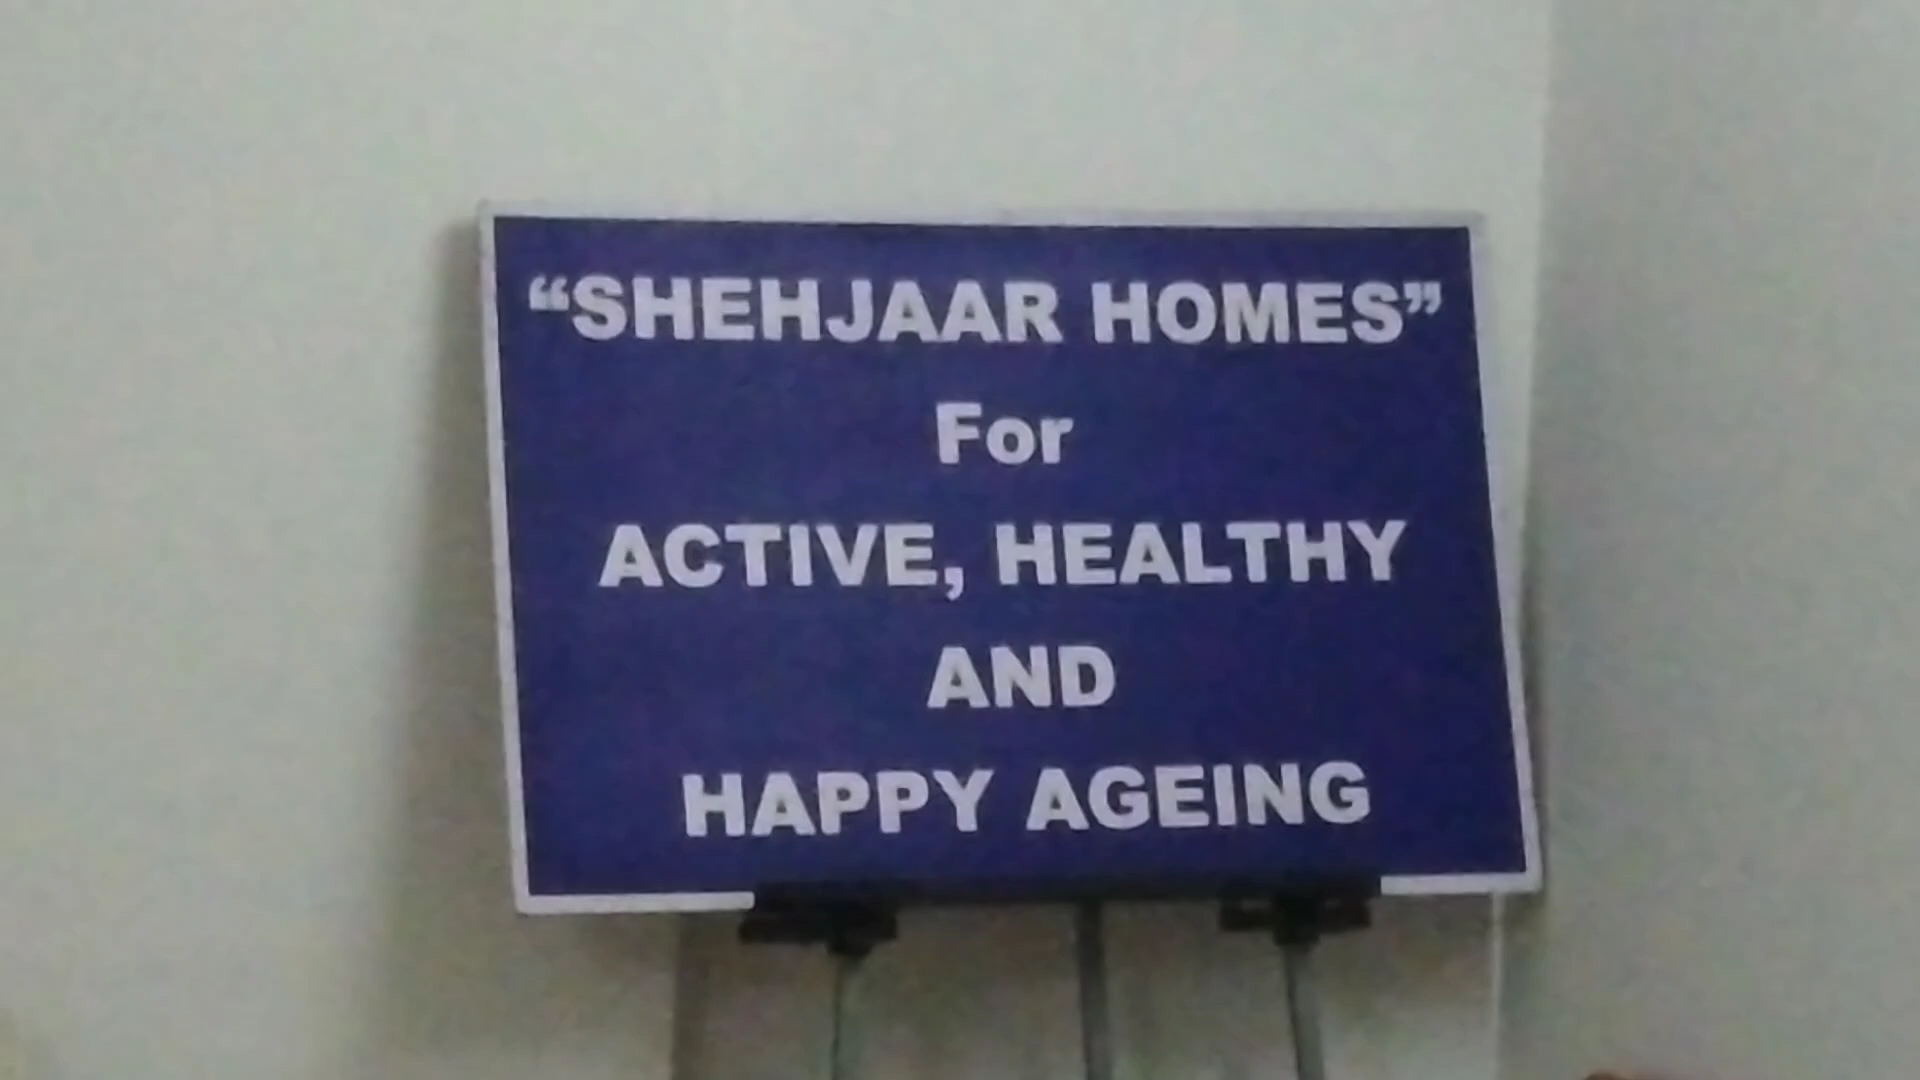 “SHEHJAAR HOMES”
For
ACTIVE, HEALTHY
AND
HAPPY AGEING